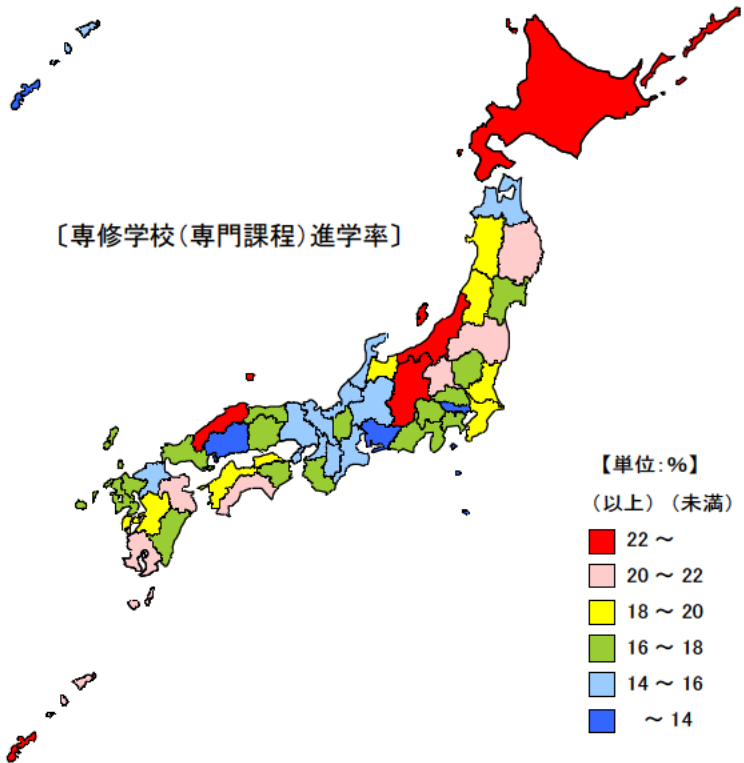 〔専修学校(専門課程)進学率〕
【単位:%】
(以上) (未満)
22 ~
20 ~ 22
18 ~ 20
16 ~ 18
14 ~ 16
~ 14